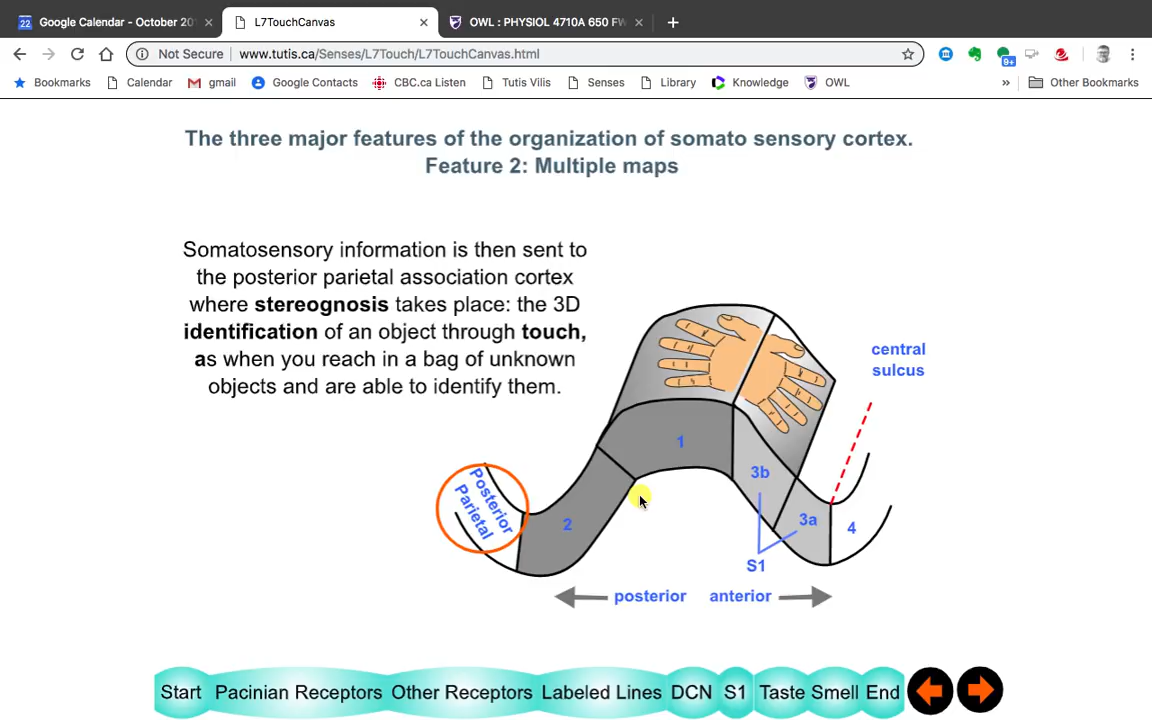 22 Google Calendar - October 20
L7TouchCanvas
OWL : PHYSIOL 4710A 650 FW
Not Secure www.tutis.ca/Senses/L7Touch/L7TouchCanvas.html
9+
Bookmarks Calendar gmail Google Contacts CBC.ca Listen Tutis Vilis Senses Library Knowledge OWL » Other Bookmarks
The three major features of the organization of somato sensory cortex.
Feature 2: Multiple maps
Somatosensory information is then sent to
the posterior parietal association cortex
where stereognosis takes place: the 3D
identification of an object through touch,
as when you reach in a bag of unknown
objects and are able to identify them.
central
sulcus
1
3b
Posterior
Parietal
2
3a
4
S1
posterior anterior
Start Pacinian Receptors Other Receptors Labeled Lines DCN S1 Taste Smell End